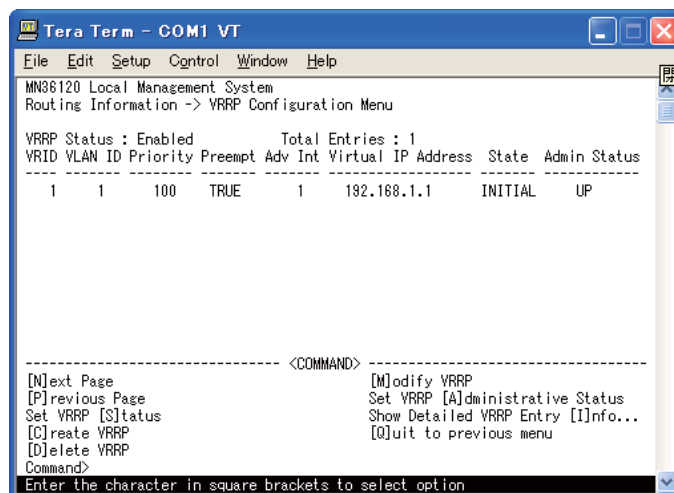 Tera Term - COM1 VT
File Edit Setup Control Window Help
閉
MN36120 Local Management System
Routing Information -> VRRP Configuration Menu
VRRP Status : Enabled Total Entries : 1
VRID VLAN ID Priority Preempt Adv Int Virtual IP Address State Admin Status
---- ------- -------- ------- ------- ------------------ ------- ------------
1 1 100 TRUE 1 192.168.1.1 INITIAL UP
-------------------------------- <COMMAND> -----------------------------------
[N]ext Page [M]odify VRRP
[P]revious Page Set VRRP [A]dministrative Status
Set VRRP [S]tatus Show Detailed VRRP Entry [I]nfo...
[C]reate VRRP [Q]uit to previous menu
[D]elete VRRP
Command>
Enter the character in square brackets to select option